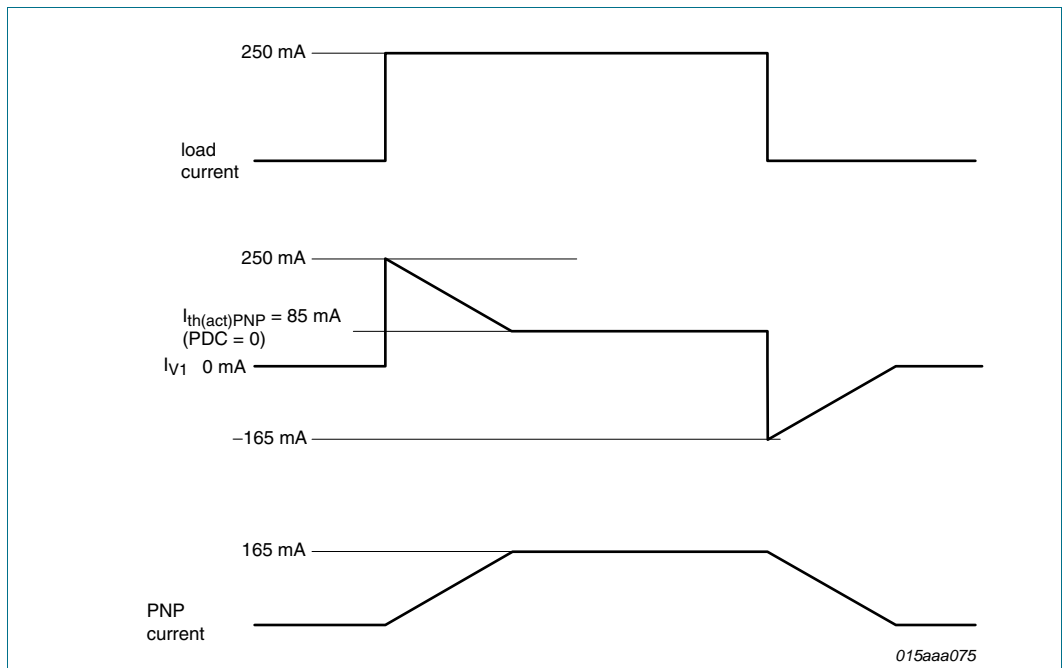 250 mA
load
current
250 mA
Ith(act)PNP = 85 mA
(PDC = 0)
IV1 0 mA
−165 mA
165 mA
PNP
current
015aaa075